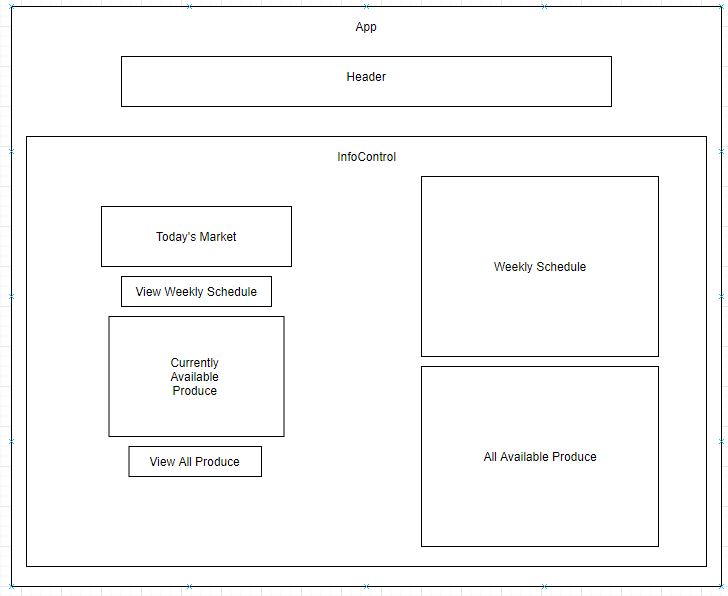 App
Header
InfoControl
Today's Market
View Weekly Schedule
Currently
Available
Produce
View All Produce
Weekly Schedule
All Available Produce